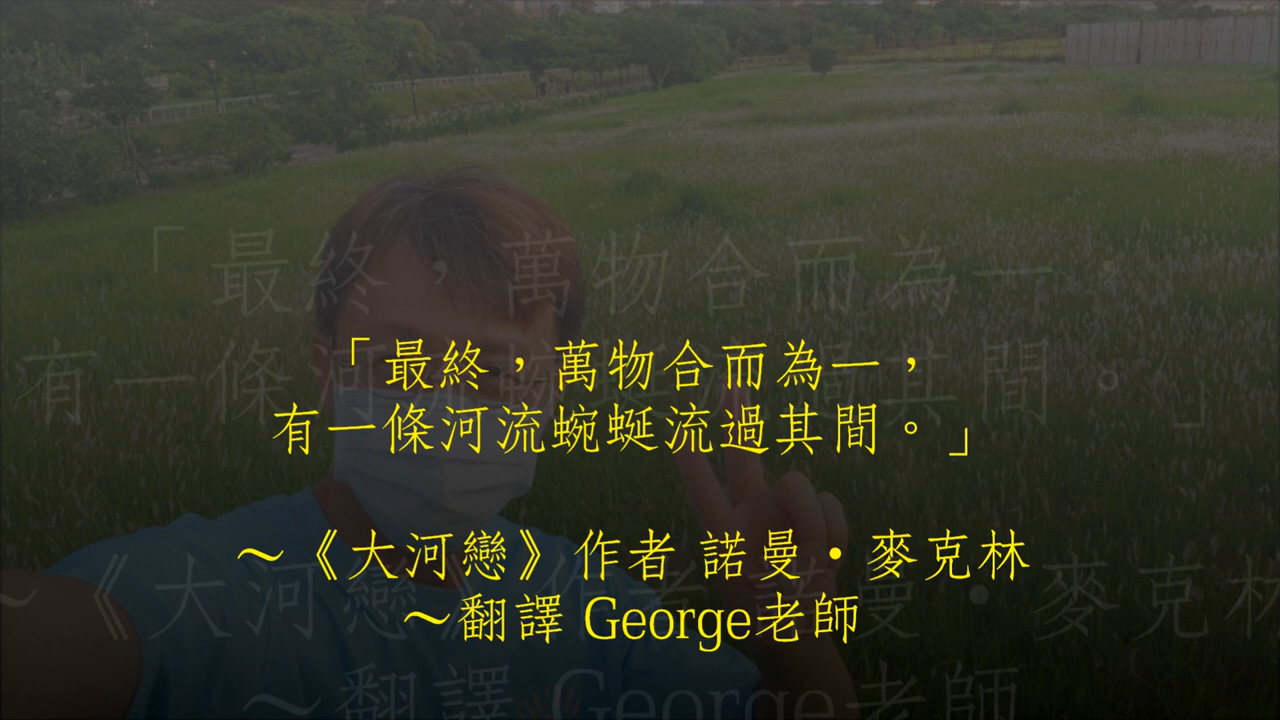 「最終，萬物合而為一，
有一條河流蜿蜒流過其間。」
～《大河戀》作者 諾曼•麥克林
～翻譯 George老師